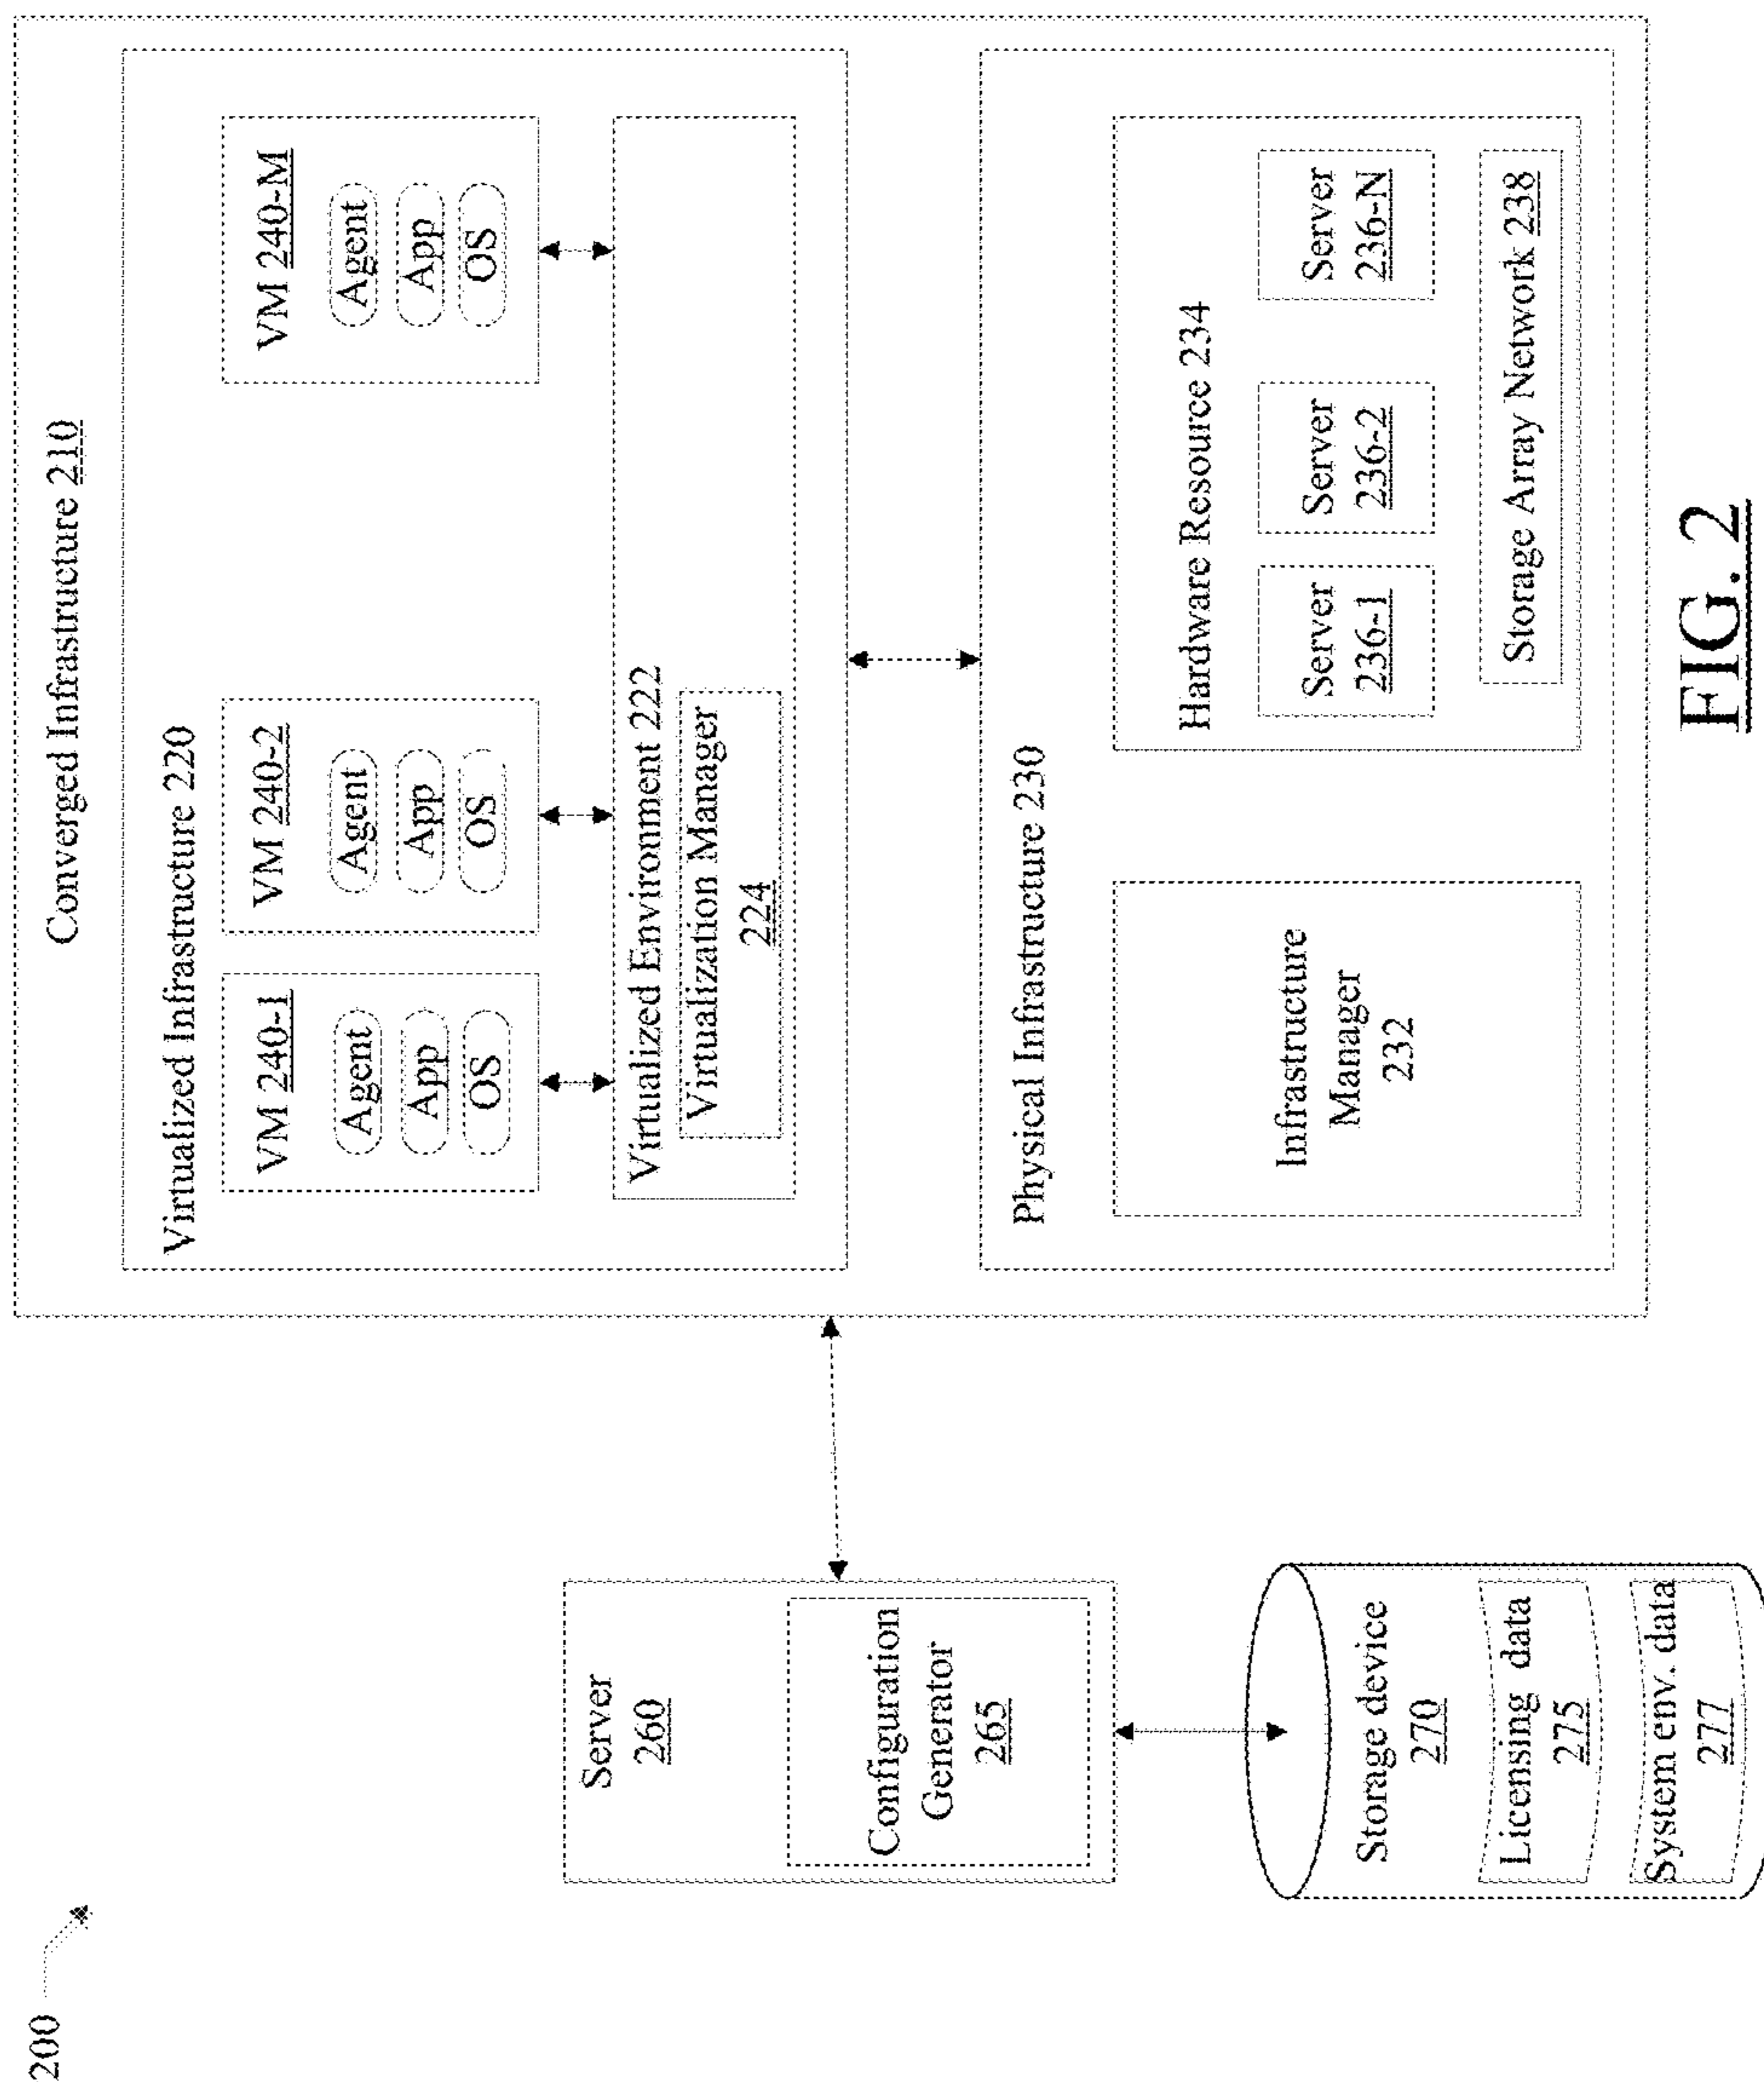 200
Converged Infrastructure 210
Virtualized Infrastructure 220
VM 240-1
Agent
App
OS
VM 240-2
Agent
App
OS
VM 240-M
Agent
App
OS
Virtualized Environment 222
Virtualization Manager
224
Server
260
Configuration
Generator
265
Physical Infrastructure 230
Infrastructure
Manager
232
Hardware Resource 234
Server
236-1
Server
236-2
Server
236-N
Storage Array Network 238
Storage device
270
Licensing data
275
System env. data
277
FIG. 2